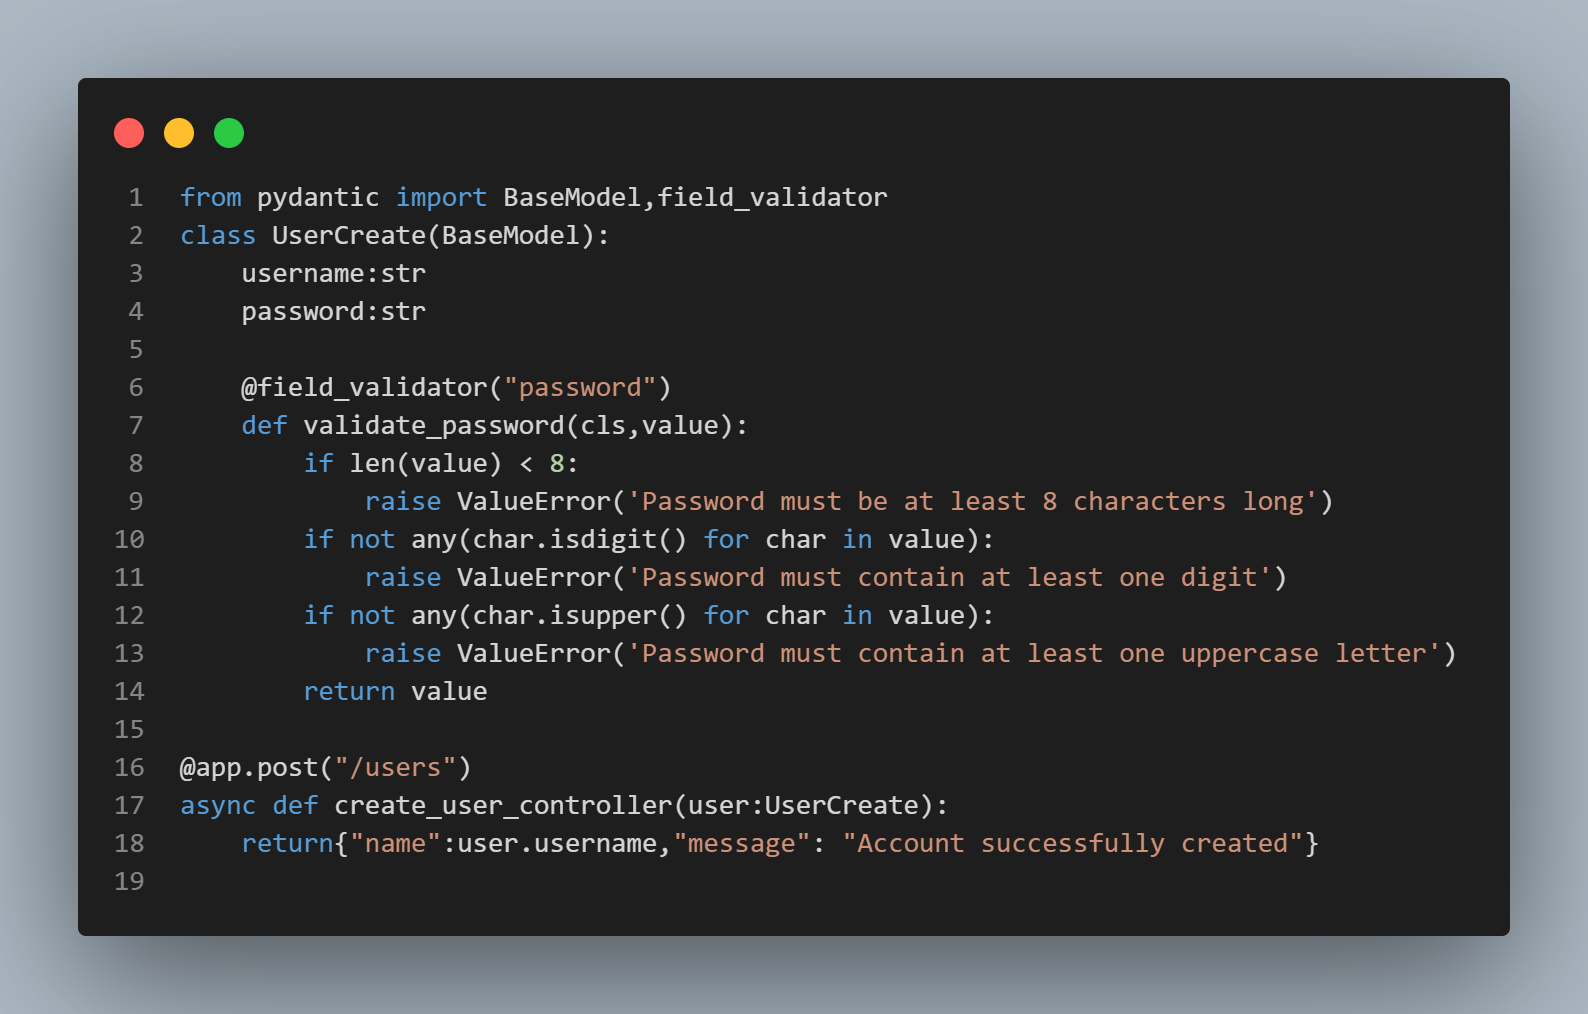 1 from pydantic import BaseModel,field_validator
2 class UserCreate(BaseModel):
3     username:str
4     password:str
5
6     @field_validator("password")
7     def validate_password(cls,value):
8         if len(value) < 8:
9             raise ValueError('Password must be at least 8 characters long')
10         if not any(char.isdigit() for char in value):
11             raise ValueError('Password must contain at least one digit')
12         if not any(char.isupper() for char in value):
13             raise ValueError('Password must contain at least one uppercase letter')
14         return value
15
16 @app.post("/users")
17 async def create_user_controller(user:UserCreate):
18     return{"name":user.username,"message": "Account successfully created"}
19